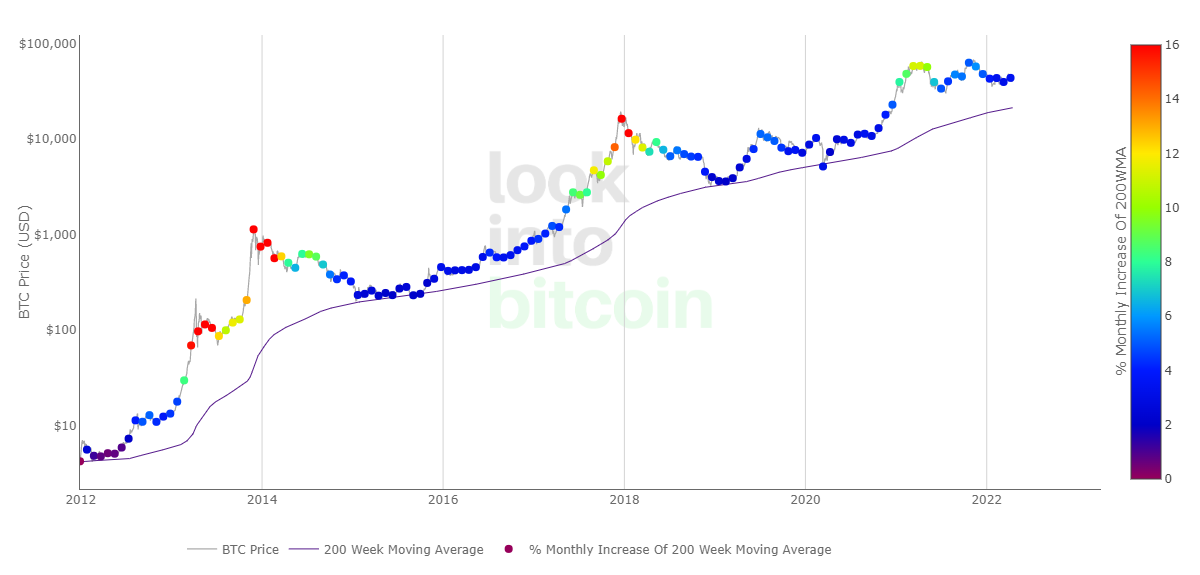 $100,000
$10,000
$1,000
$100
$10
BTC Price (USD)
look
into
bitcoin
2012
2014
2016
2018
2020
2022
16
14
12
10
8
6
4
2
0
% Monthly Increase Of 200WMA
BTC Price
200 Week Moving Average
% Monthly Increase Of 200 Week Moving Average